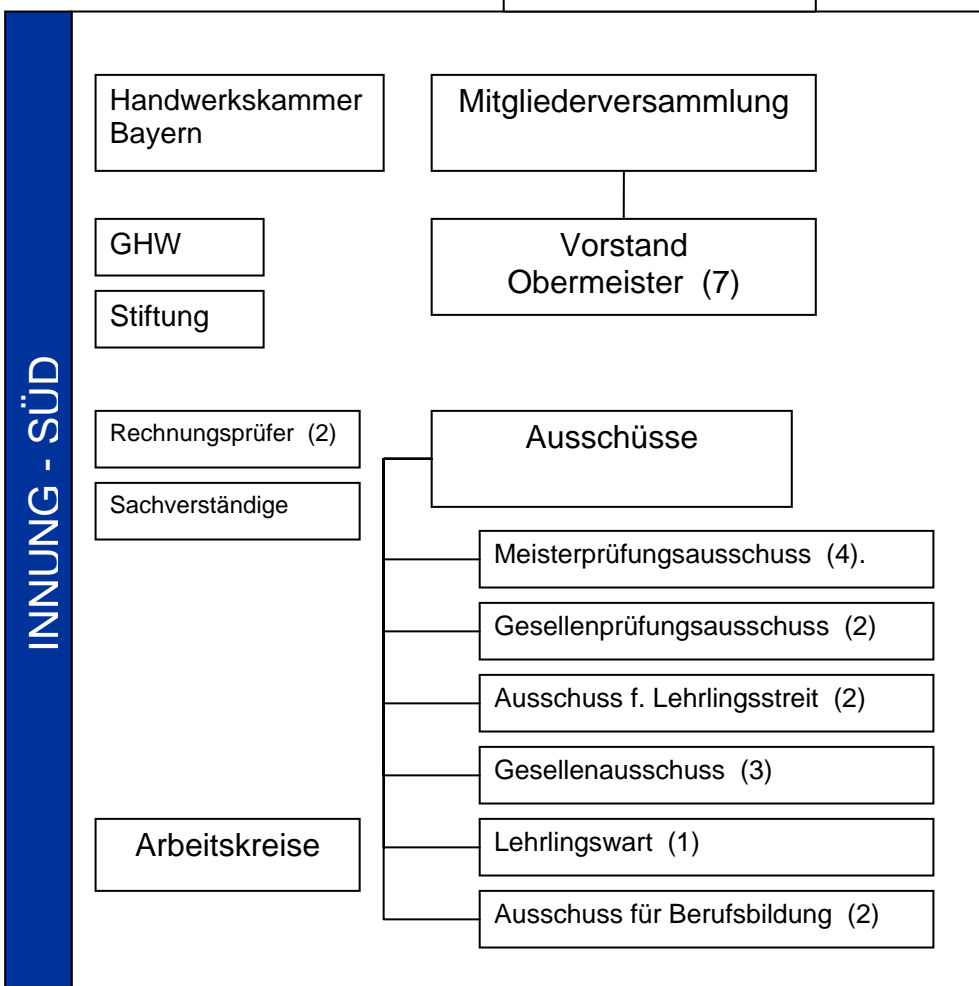 INNUNG - SÜD
Handwerkskammer
Bayern
Mitgliederversammlung
GHW
Vorstand
Obermeister (7)
Stiftung
Rechnungsprüfer (2)
Ausschüsse
Sachverständige
Meisterprüfungsausschuss (4).
Gesellenprüfungsausschuss (2)
Ausschuss f. Lehrlingsstreit (2)
Gesellenausschuss (3)
Arbeitskreise
Lehrlingswart (1)
Ausschuss für Berufsbildung (2)